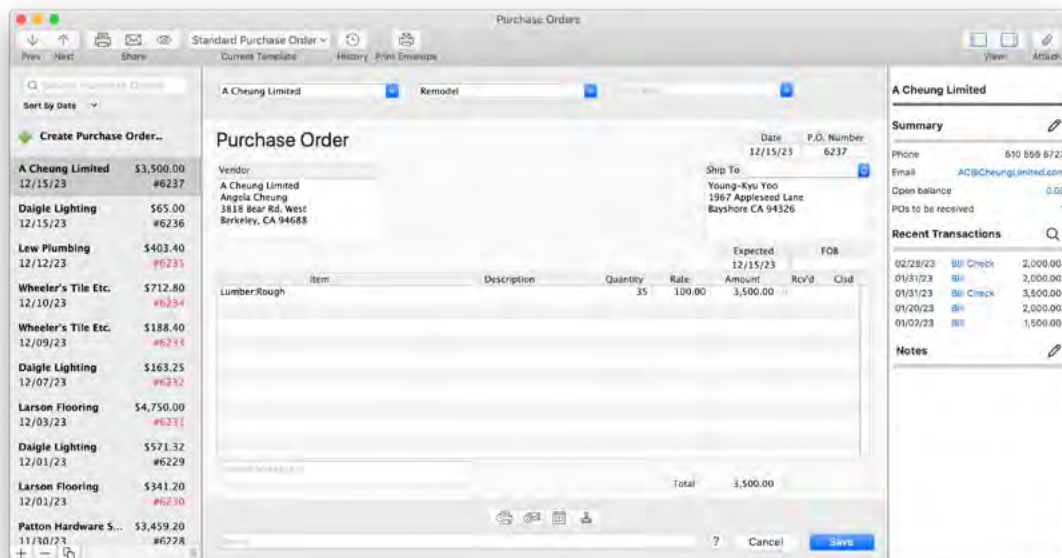 Purchase Orders
Prev Next Share Current Template History Print Envelope View Attach
Standard Purchase Order
Sort by Date
Create Purchase Order...
A Cheung Limited $3,500.00
12/15/23 #6237
Daigle Lighting $65.00
12/15/23 #6236
Lew Plumbing $403.40
12/12/23 #6235
Wheeler's Tile Etc. $712.80
12/10/23 #6234
Wheeler's Tile Etc. $188.40
12/09/23 #6233
Daigle Lighting $163.25
12/07/23 #6232
Larson Flooring $4,750.00
12/03/23 #6231
Daigle Lighting $571.32
12/01/23 #6229
Larson Flooring $341.20
12/01/23 #6230
Patton Hardware S... $3,459.20
11/30/23 #6228
A Cheung Limited Remodel
Purchase Order
Date P.O. Number
12/15/23 6237
Vendor
A Cheung Limited
Angela Cheung
3818 Bear Rd. West
Berkeley, CA 94688
Ship To
Young-Kyu Yoo
1967 Appleseed Lane
Bayshore CA 94326
Expected FOB
12/15/23
Item Description Quantity Rate Amount Rcv'd Clsd
Lumber:Rough 35 100.00 3,500.00
Total 3,500.00
? Cancel Save
A Cheung Limited
Summary
Phone 510 555 572
Email AC@CheungLimited.com
Open balance
POs to be received
Recent Transactions
02/28/23 Bill Check 2,000.00
01/31/23 Bill 2,000.00
01/31/23 Bill Check 3,500.00
01/20/23 Bill 2,000.00
01/02/23 Bill 1,500.00
Notes